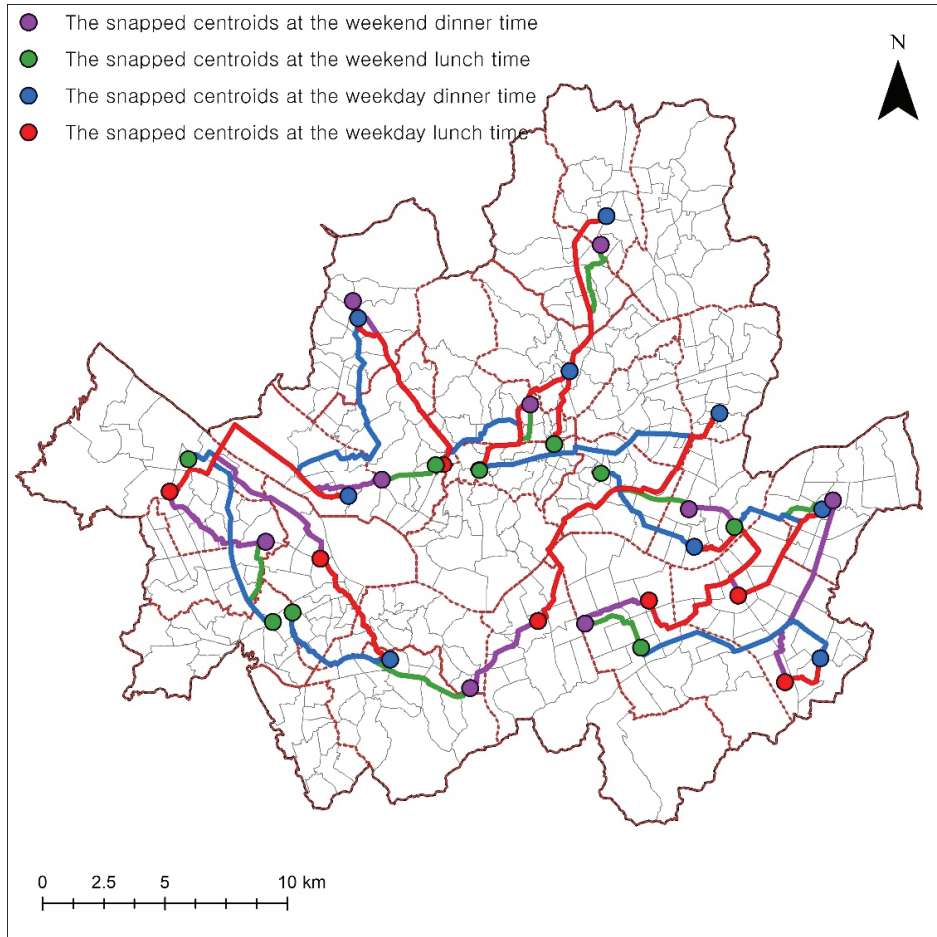 The snapped centroids at the weekend dinner time
The snapped centroids at the weekend lunch time
The snapped centroids at the weekday dinner time
The snapped centroids at the weekday lunch time
N
0 2.5 5 10 km